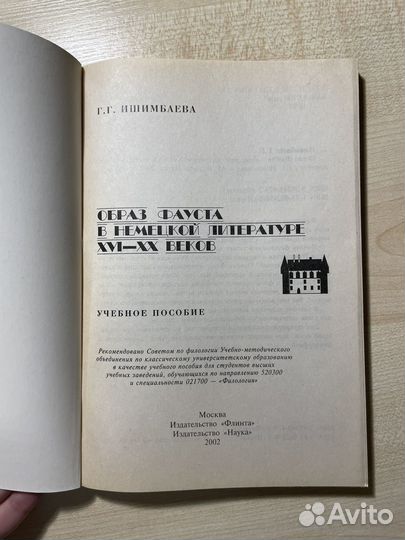 Г.Г. ИШИМБАЕВА
ОБРАЗ ФАУСТА
В НЕМЕЦКОЙ ЛИТЕРАТУРЕ
XVI—XX ВЕКОВ
УЧЕБНОЕ ПОСОБИЕ
Рекомендовано Советом по филологии Учебно-методического
объединения по классическому университетскому образованию
в качестве учебного пособия для студентов высших
учебных заведений, обучающихся по направлению 520300
и специальности 021700 — «Филология»
Москва
Издательство «Флинта»
Издательство «Наука»
2002
Avito